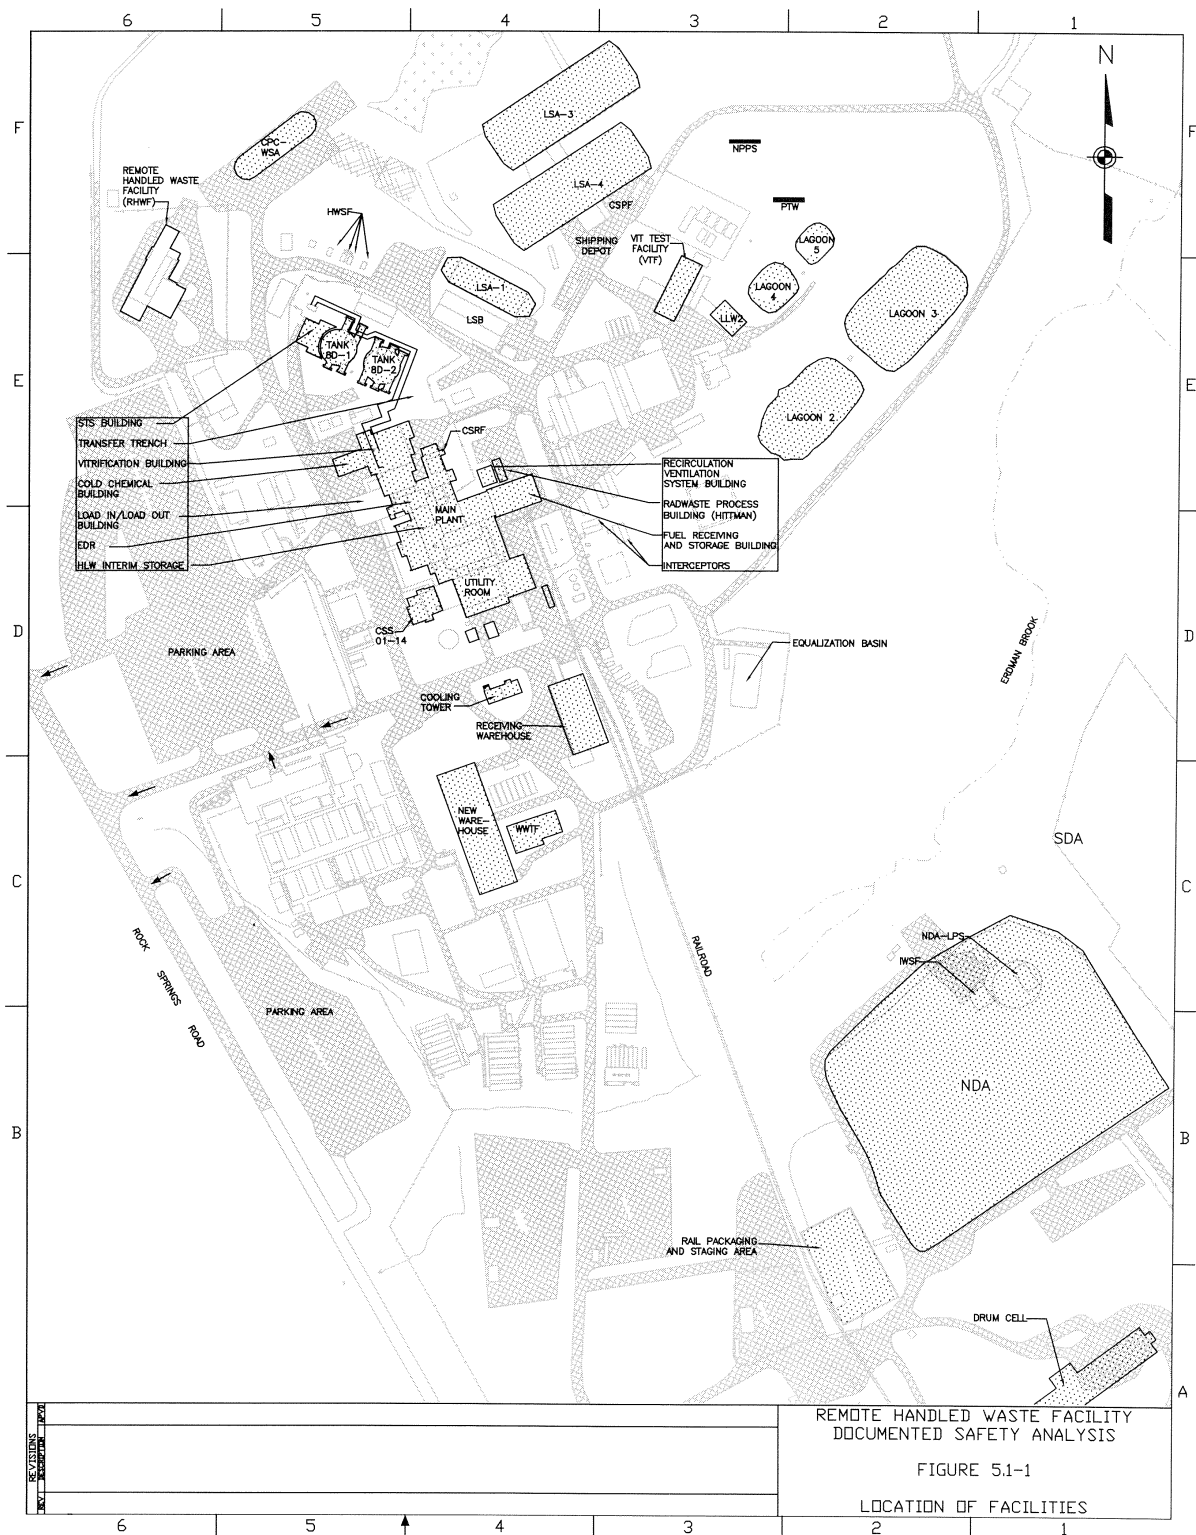 6 5 4 3 2 1
N
F
F
LSA-3
CPC-
WSA
NPPS
REMOTE
HANDLED WASTE
FACILITY
(RHWF)
LSA-4
CSPF
PTW
HWSF
SHIPPING
DEPOT
VIT TEST
FACILITY
(VTF)
LAGOON
5
LSA-1
LAGOON
4
LSB
LLW2
LAGOON 3
TANK
8D-1
TANK
8D-2
E
E
LAGOON 2
STS BUILDING
TRANSFER TRENCH
VITRIFICATION BUILDING
COLD CHEMICAL
BUILDING
LOAD IN/LOAD OUT
BUILDING
EDR
HLW INTERIM STORAGE
CSRF
RECIRCULATION
VENTILATION
SYSTEM BUILDING
RADWASTE PROCESS
BUILDING (HITTMAN)
FUEL RECEIVING
AND STORAGE BUILDING
INTERCEPTORS
MAIN
PLANT
UTILITY
ROOM
CSS
01-14
D
D
PARKING AREA
EQUALIZATION BASIN
ERDMAN BROOK
COOLING
TOWER
RECEIVING
WAREHOUSE
NEW
WARE-
HOUSE
WWTF
SDA
C
C
ROCK SPRINGS ROAD
RAILROAD
NDA-LPS
IWSF
PARKING AREA
NDA
B
B
RAIL PACKAGING
AND STAGING AREA
DRUM CELL
A
REVISIONS
REV
DESCRIPTION
APV'D
REMOTE HANDLED WASTE FACILITY
DOCUMENTED SAFETY ANALYSIS
FIGURE 5.1-1
LOCATION OF FACILITIES
6 5 4 3 2 1